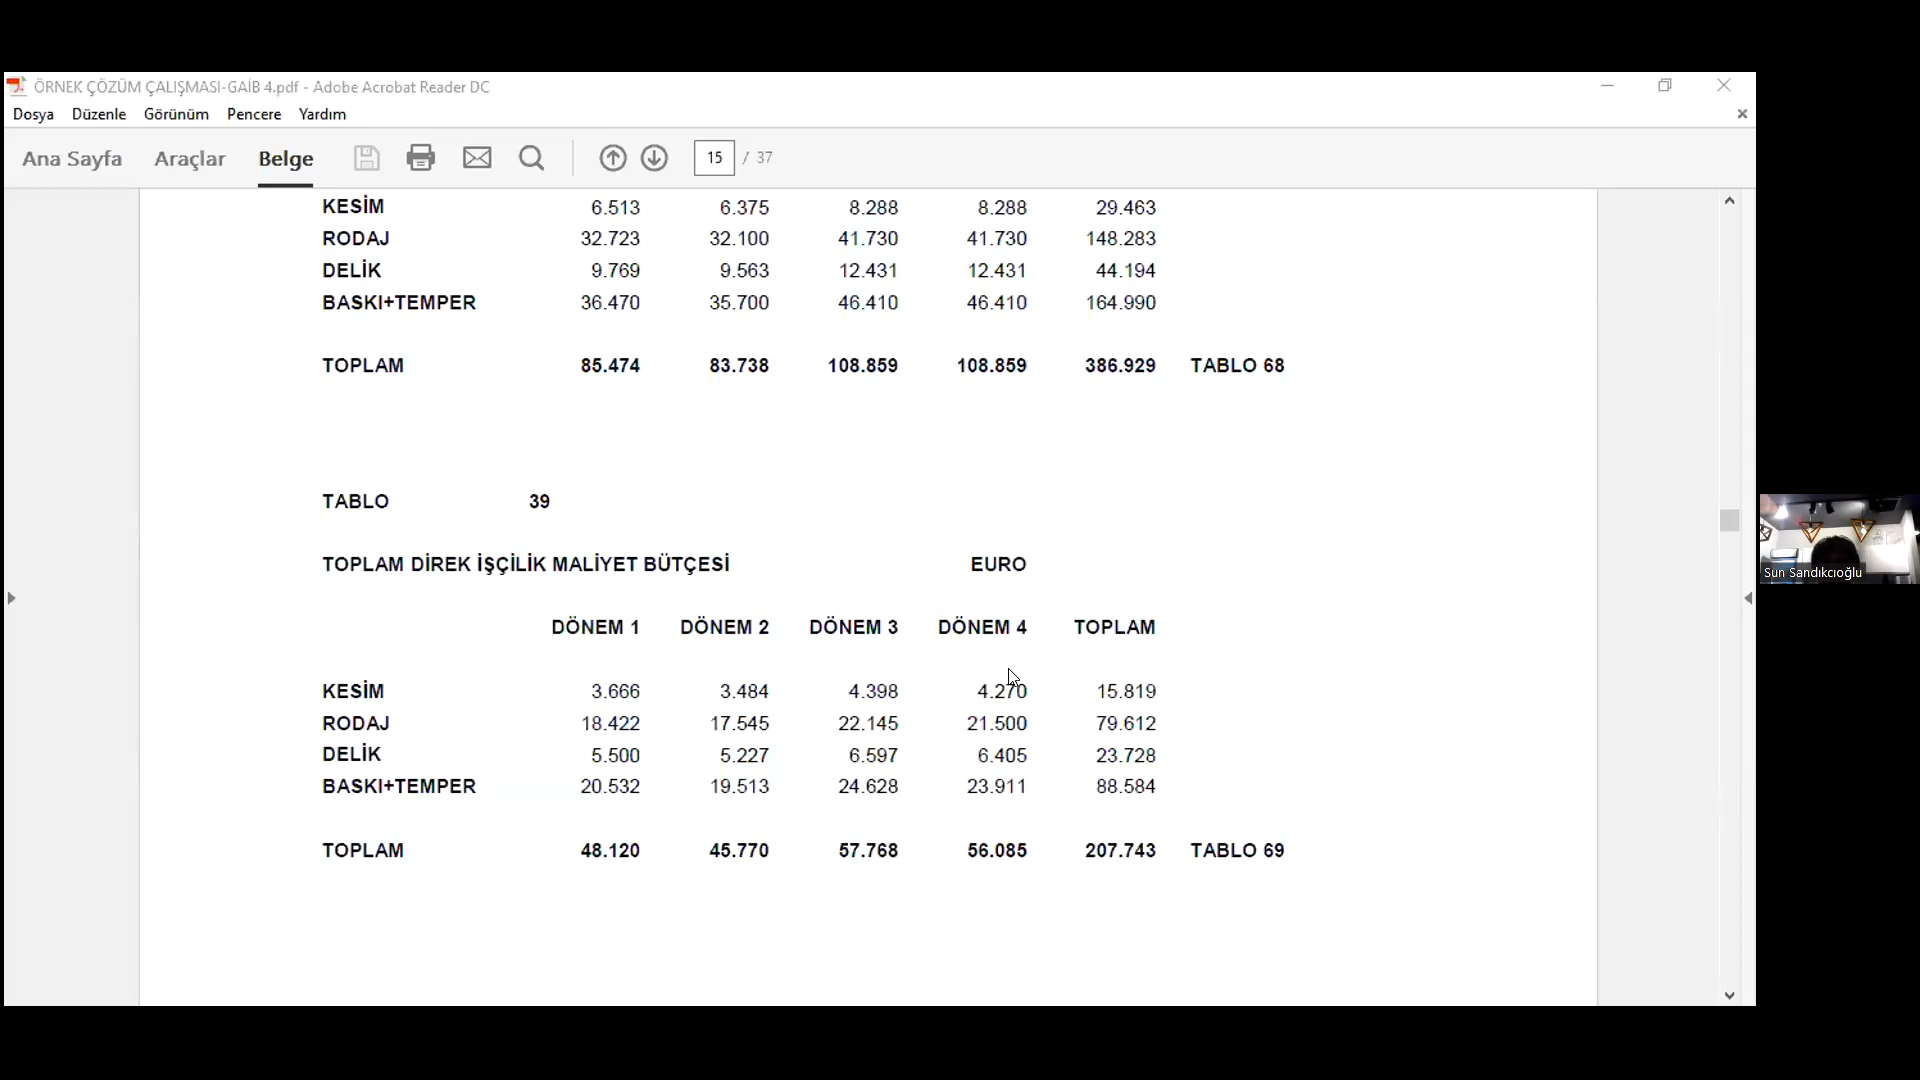 ÖRNEK ÇÖZÜM ÇALIŞMASI-GAİB 4.pdf - Adobe Acrobat Reader DC
Dosya Düzenle Görünüm Pencere Yardım
Ana Sayfa Araçlar Belge 15 / 37
KESİM 6.513 6.375 8.288 8.288 29.463
RODAJ 32.723 32.100 41.730 41.730 148.283
DELİK 9.769 9.563 12.431 12.431 44.194
BASKI+TEMPER 36.470 35.700 46.410 46.410 164.990
TOPLAM 85.474 83.738 108.859 108.859 386.929 TABLO 68
TABLO 39
TOPLAM DİREK İŞÇİLİK MALİYET BÜTÇESİ EURO
DÖNEM 1 DÖNEM 2 DÖNEM 3 DÖNEM 4 TOPLAM
KESİM 3.666 3.484 4.398 4.270 15.819
RODAJ 18.422 17.545 22.145 21.500 79.612
DELİK 5.500 5.227 6.597 6.405 23.728
BASKI+TEMPER 20.532 19.513 24.628 23.911 88.584
TOPLAM 48.120 45.770 57.768 56.085 207.743 TABLO 69
Sun Sandıkcıoğlu